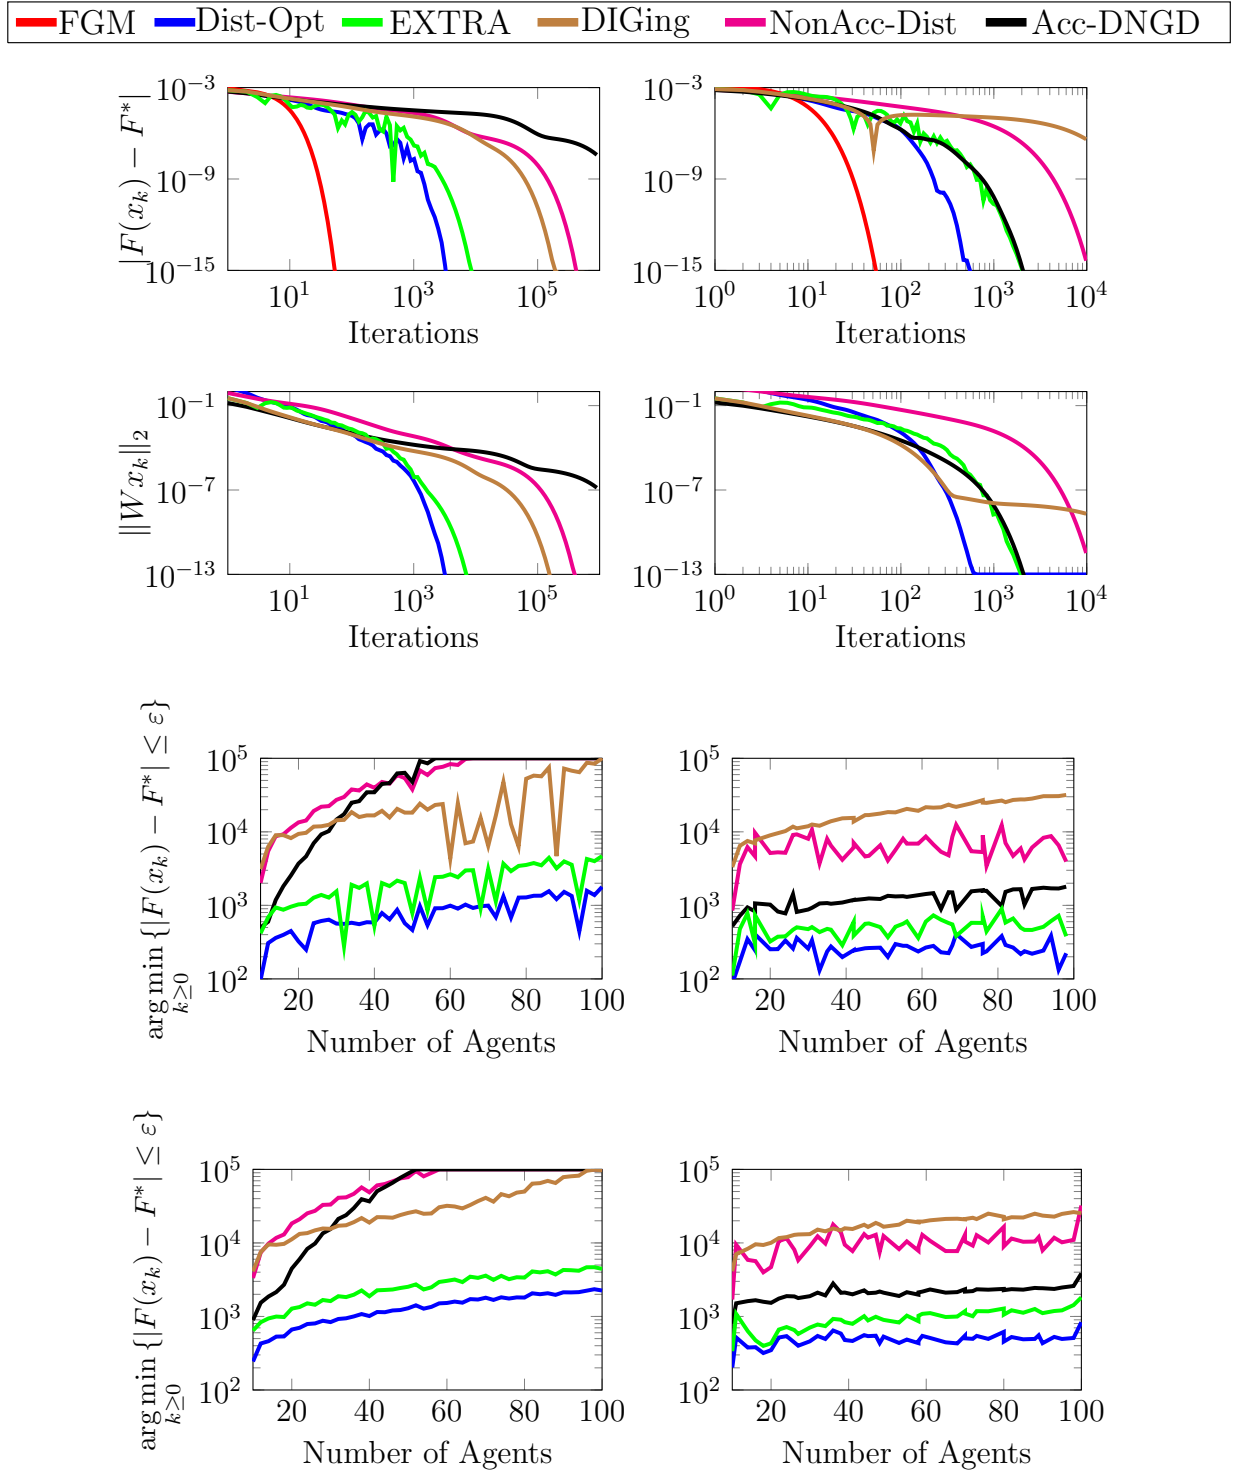 FGM Dist-Opt EXTRA DIGing NonAcc-Dist Acc-DNGD
|F(x_k) − F*|
10^−3
10^−9
10^−15
10^1 10^3 10^5
Iterations
10^−3
10^−9
10^−15
10^0 10^1 10^2 10^3 10^4
Iterations
‖Wx_k‖_2
10^−1
10^−7
10^−13
10^1 10^3 10^5
Iterations
10^−1
10^−7
10^−13
10^0 10^1 10^2 10^3 10^4
Iterations
arg min {|F(x_k) − F*| ≤ ε}
k≥0
10^5
10^4
10^3
10^2
20 40 60 80 100
Number of Agents
10^5
10^4
10^3
10^2
20 40 60 80 100
Number of Agents
arg min {|F(x_k) − F*| ≤ ε}
k≥0
10^5
10^4
10^3
10^2
20 40 60 80 100
Number of Agents
10^5
10^4
10^3
10^2
20 40 60 80 100
Number of Agents